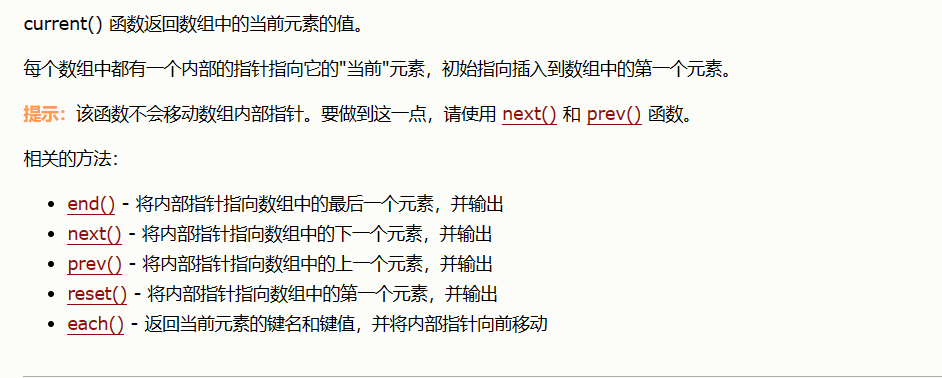 current() 函数返回数组中的当前元素的值。
每个数组中都有一个内部的指针指向它的"当前"元素，初始指向插入到数组中的第一个元素。
提示：该函数不会移动数组内部指针。要做到这一点，请使用 next() 和 prev() 函数。
相关的方法：
• end() - 将内部指针指向数组中的最后一个元素，并输出
• next() - 将内部指针指向数组中的下一个元素，并输出
• prev() - 将内部指针指向数组中的上一个元素，并输出
• reset() - 将内部指针指向数组中的第一个元素，并输出
• each() - 返回当前元素的键名和键值，并将内部指针向前移动